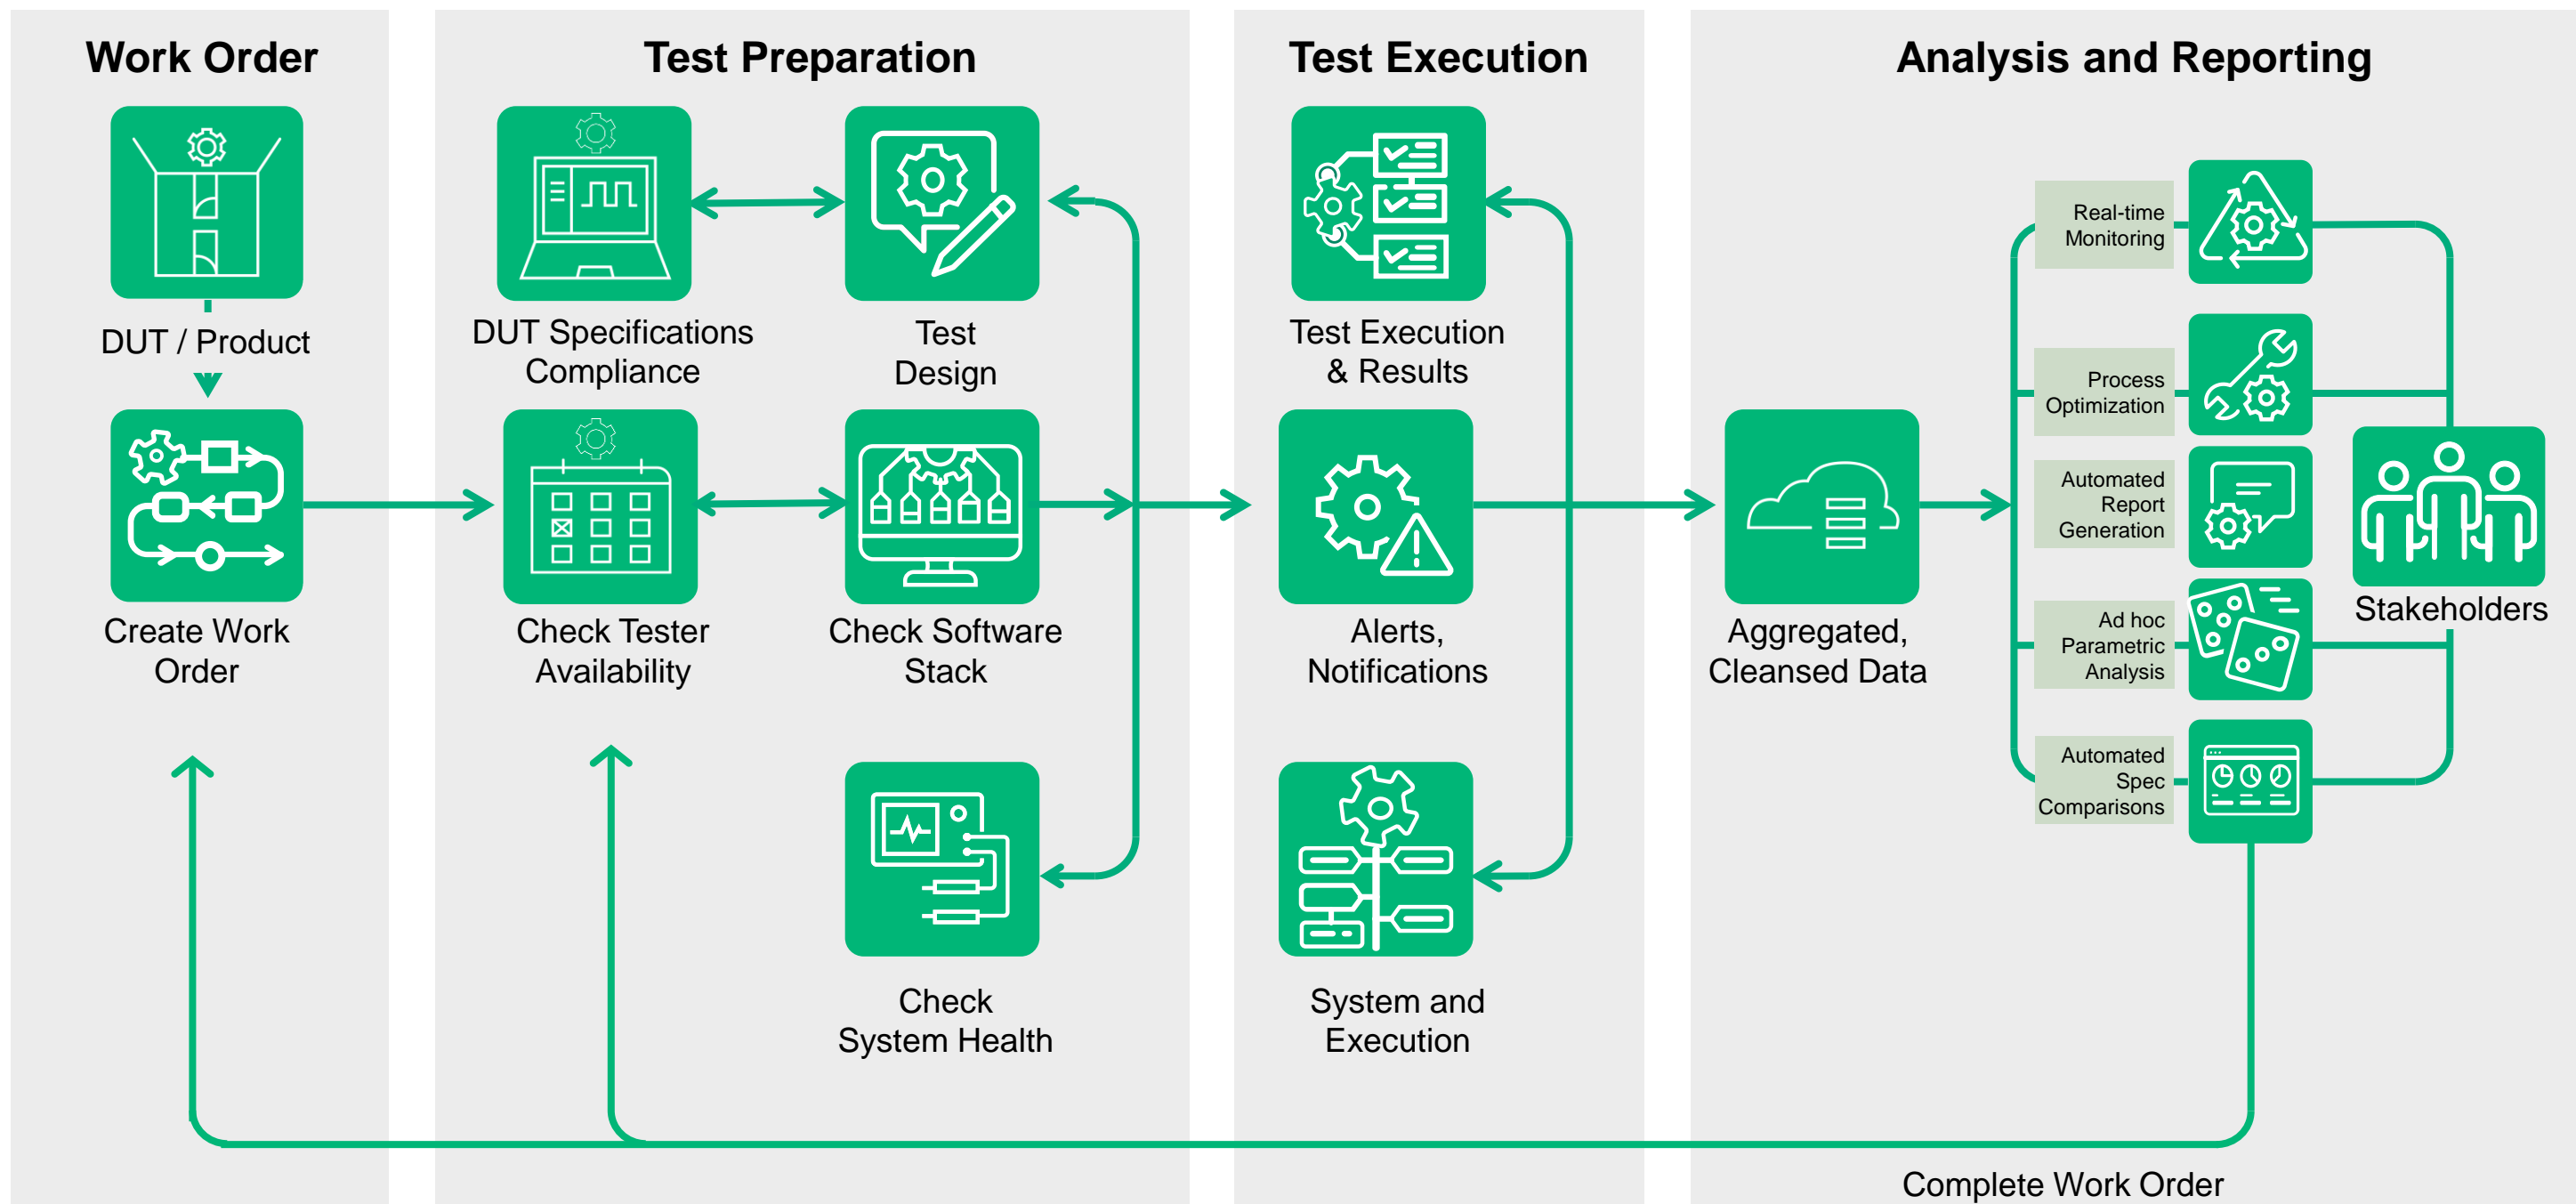 Work Order
Test Preparation
Test Execution
Analysis and Reporting
DUT / Product
Create Work
Order
DUT Specifications
Compliance
Test
Design
Check Tester
Availability
Check Software
Stack
Check
System Health
Test Execution
& Results
Alerts,
Notifications
System and
Execution
Aggregated,
Cleansed Data
Real-time
Monitoring
Process
Optimization
Automated
Report
Generation
Ad hoc
Parametric
Analysis
Automated
Spec
Comparisons
Stakeholders
Complete Work Order